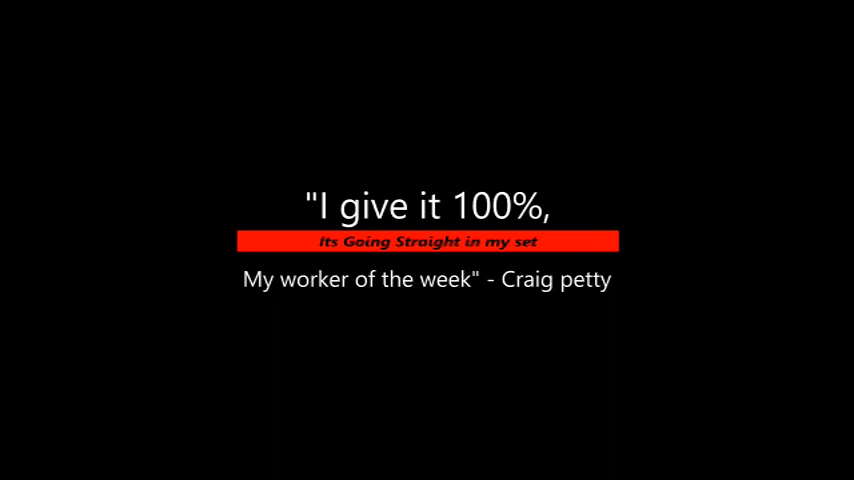 "I give it 100%,
Its Going Straight in my set
My worker of the week" - Craig petty